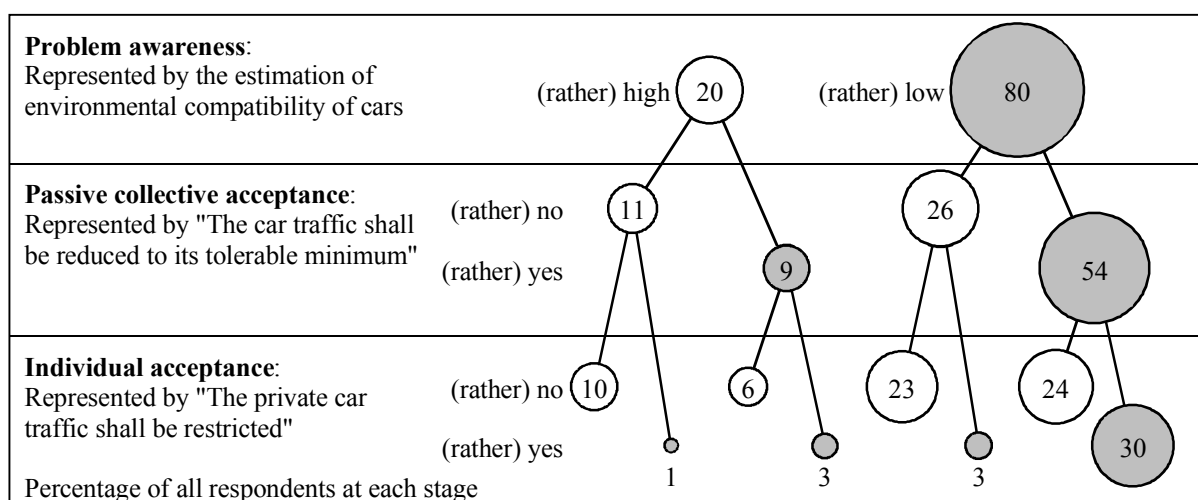 Problem awareness:
Represented by the estimation of
environmental compatibility of cars
(rather) high 20 (rather) low 80
Passive collective acceptance:
Represented by "The car traffic shall
be reduced to its tolerable minimum"
(rather) no 11 26
(rather) yes 9 54
Individual acceptance:
Represented by "The private car
traffic shall be restricted"
(rather) no 10 6 23 24
(rather) yes 30
1 3 3
Percentage of all respondents at each stage